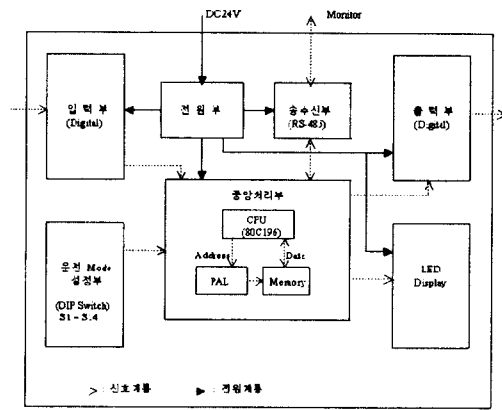 DC24V
Monitor
입력부
(Digital)
전원부
송수신부
(RS-485)
출력부
(Digital)
중앙처리부
CPU
(80C196)
Address
Data
PAL
Memory
운전 Mode
설정부
(DIP Switch)
S1 - S.4
LED
Display
: 신호계통
: 전원계통